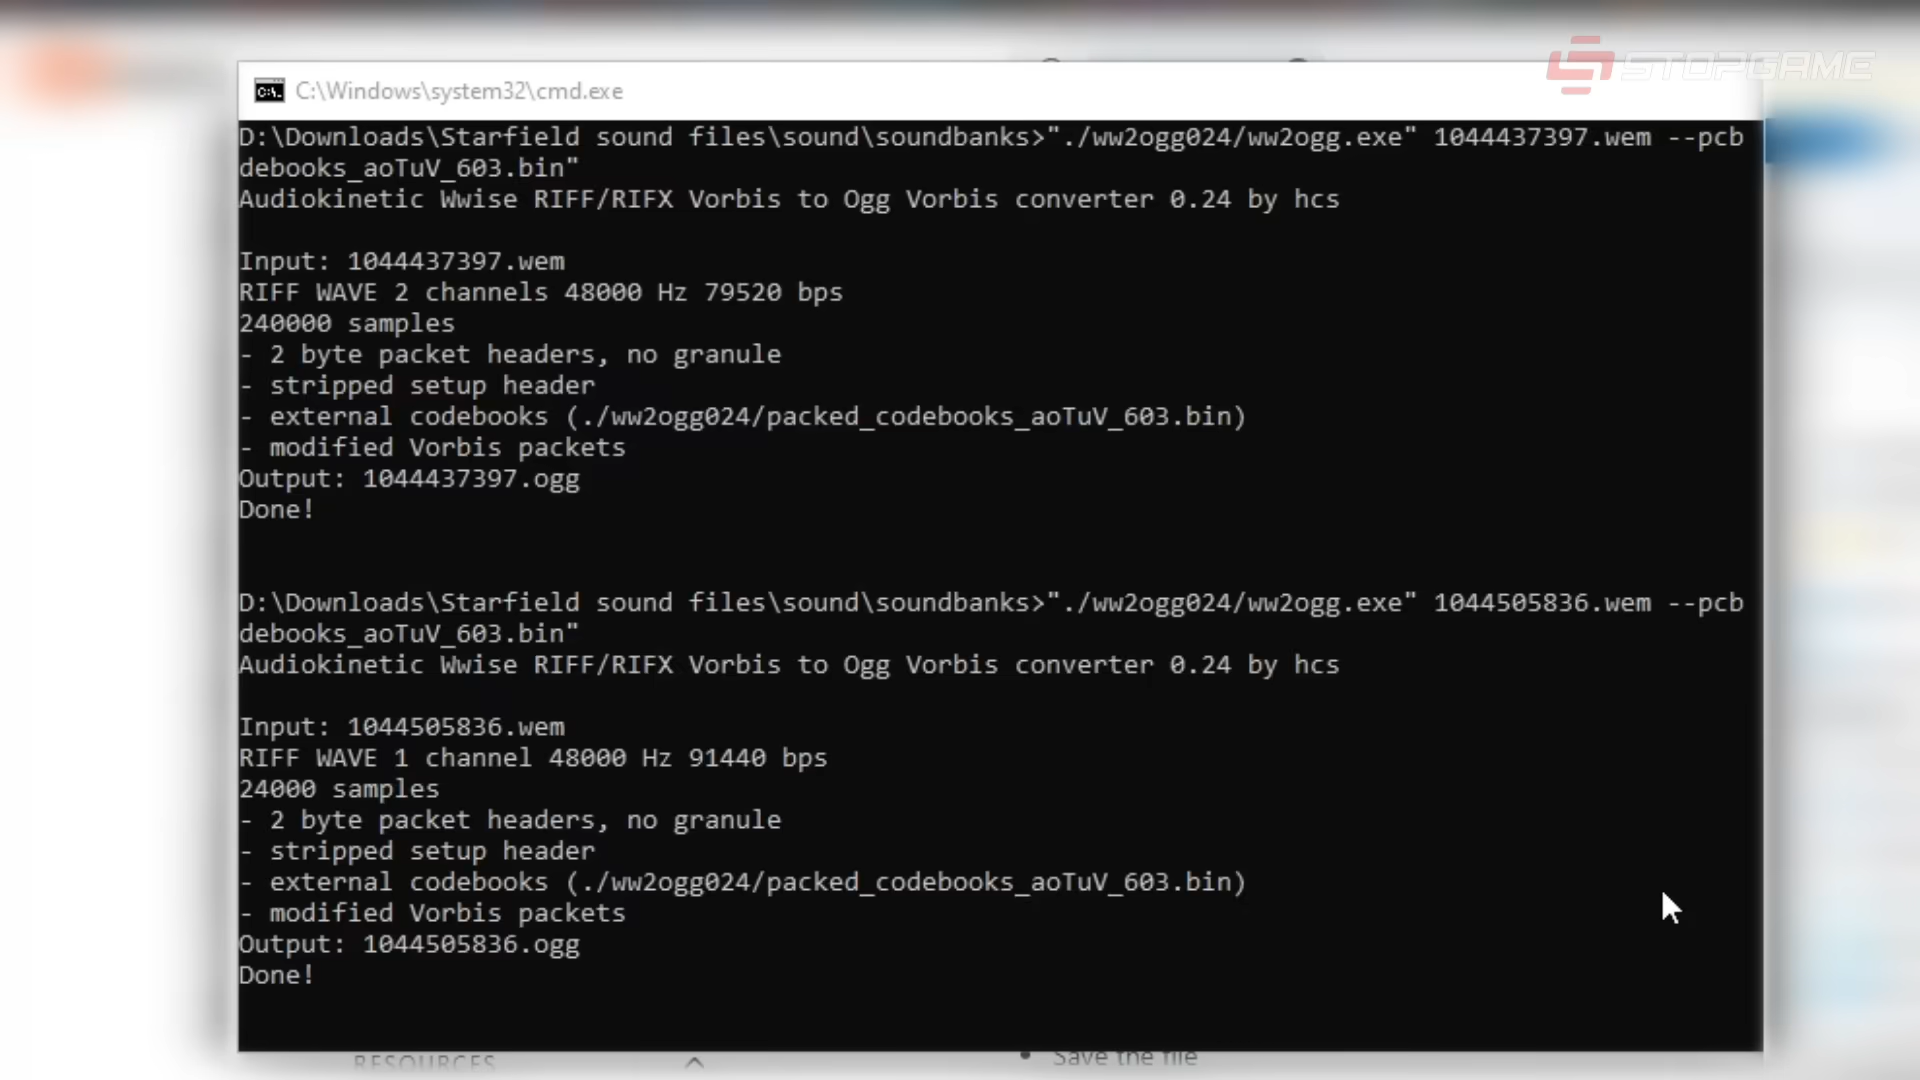 STOPGAME
C:\Windows\system32\cmd.exe
D:\Downloads\Starfield sound files\sound\soundbanks>"./ww2ogg024/ww2ogg.exe" 1044437397.wem --pcb
debooks_aoTuV_603.bin"
Audiokinetic Wwise RIFF/RIFX Vorbis to Ogg Vorbis converter 0.24 by hcs
Input: 1044437397.wem
RIFF WAVE 2 channels 48000 Hz 79520 bps
240000 samples
- 2 byte packet headers, no granule
- stripped setup header
- external codebooks (./ww2ogg024/packed_codebooks_aoTuV_603.bin)
- modified Vorbis packets
Output: 1044437397.ogg
Done!
D:\Downloads\Starfield sound files\sound\soundbanks>"./ww2ogg024/ww2ogg.exe" 1044505836.wem --pcb
debooks_aoTuV_603.bin"
Audiokinetic Wwise RIFF/RIFX Vorbis to Ogg Vorbis converter 0.24 by hcs
Input: 1044505836.wem
RIFF WAVE 1 channel 48000 Hz 91440 bps
24000 samples
- 2 byte packet headers, no granule
- stripped setup header
- external codebooks (./ww2ogg024/packed_codebooks_aoTuV_603.bin)
- modified Vorbis packets
Output: 1044505836.ogg
Done!
RESOURCES
• Save the file